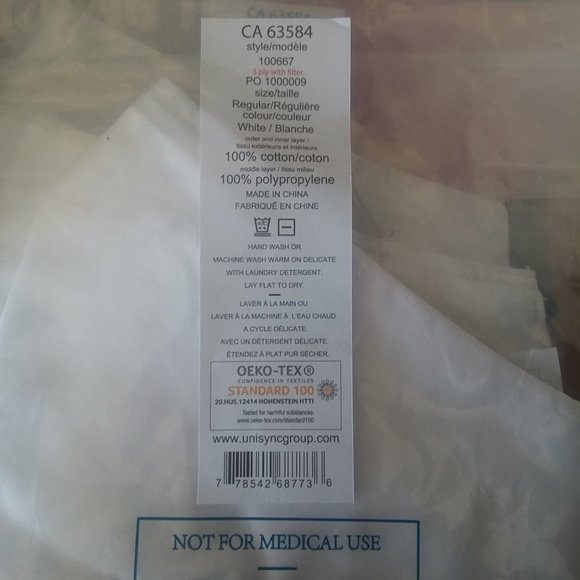 CA 63584
CA 63584
style/modèle
100667
3 ply with filter
PO 1000009
size/taille
Regular/Régulière
colour/couleur
White / Blanche
outer and inner layer /
tissu extérieure et intérieure
100% cotton/coton
middle layer / tissu milieu
100% polypropylene
MADE IN CHINA
FABRIQUÉ EN CHINE
HAND WASH OR
MACHINE WASH WARM ON DELICATE
WITH LAUNDRY DETERGENT.
LAY FLAT TO DRY.
LAVER À LA MAIN OU
LAVER À LA MACHINE À L'EAU CHAUD
A CYCLE DÉLICATE.
AVEC UN DÉTERGENT DÉLICATE.
ÉTENDEZ À PLAT PUR SÉCHER.
OEKO-TEX®
CONFIDENCE IN TEXTILES
STANDARD 100
20.HUS.12414 HOHENSTEIN HTTI
Tested for harmful substances.
www.oeko-tex.com/standard100
www.unisyncgroup.com
7 78542 68773 6
NOT FOR MEDICAL USE